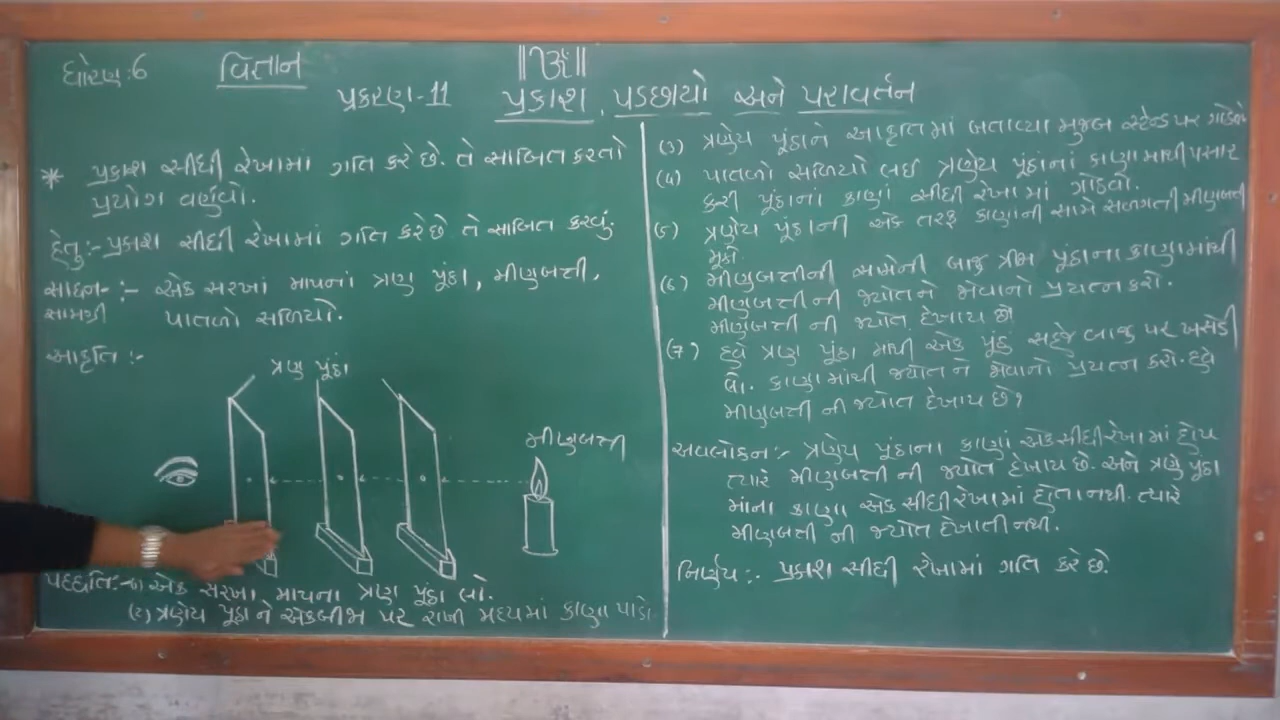 ધોરણ:6
વિજ્ઞાન
||ૐ||
પ્રકરણ-11 પ્રકાશ, પડછાયો અને પરાવર્તન
* પ્રકાશ સીધી રેખામાં ગતિ કરે છે. તે સાબિત કરતો
પ્રયોગ વર્ણવો.
હેતુ:- પ્રકાશ સીધી રેખામાં ગતિ કરે છે તે સાબિત કરવું.
સાધન- :- એક સરખાં માપનાં ત્રણ પૂંઠા, મીણબત્તી,
સામગ્રી પાતળો સળિયો.
આકૃતિ :-
ત્રણ પૂંઠાં
મીણબત્તી
પદ્ધતિ:- (1) એક સરખા માપના ત્રણ પૂંઠા લો.
(2) ત્રણેય પૂંઠાને એકબીજા પર રાખી મધ્યમાં કાણા પાડો.
(3) ત્રણેય પૂંઠાને આકૃતિમાં બતાવ્યા મુજબ સ્ટેન્ડ પર ગોઠવો
(4) પાતળો સળિયો લઈ ત્રણેય પૂંઠાંનાં કાણામાંથી પસાર
કરી પૂંઠાનાં કાણાં સીધી રેખામાં ગોઠવો.
(5) ત્રણેય પૂંઠાની એક તરફ કાણાની સામે સળગતી મીણબત્તી
મૂકો.
(6) મીણબત્તીની સામેની બાજુ ત્રીજા પૂંઠાના કાણામાંથી
મીણબત્તીની જ્યોતને જોવાનો પ્રયત્ન કરો.
મીણબત્તી ની જ્યોત દેખાય છે?
(7) હવે ત્રણ પૂંઠા માંથી એક પૂંઠું સહેજ બાજુ પર ખસેડી
લો. કાણામાંથી જ્યોતને જોવાનો પ્રયત્ન કરો. હવે
મીણબત્તી ની જ્યોત દેખાય છે?
અવલોકન:- ત્રણેય પૂંઠાના કાણાં એકસીધી રેખામાં હોય
ત્યારે મીણબત્તી ની જ્યોત દેખાય છે. અને ત્રણે પૂંઠા
માંના કાણા એક સીધી રેખામાં હોતા નથી. ત્યારે
મીણબત્તી ની જ્યોત દેખાતી નથી.
નિર્ણય:- પ્રકાશ સીધી રેખામાં ગતિ કરે છે.